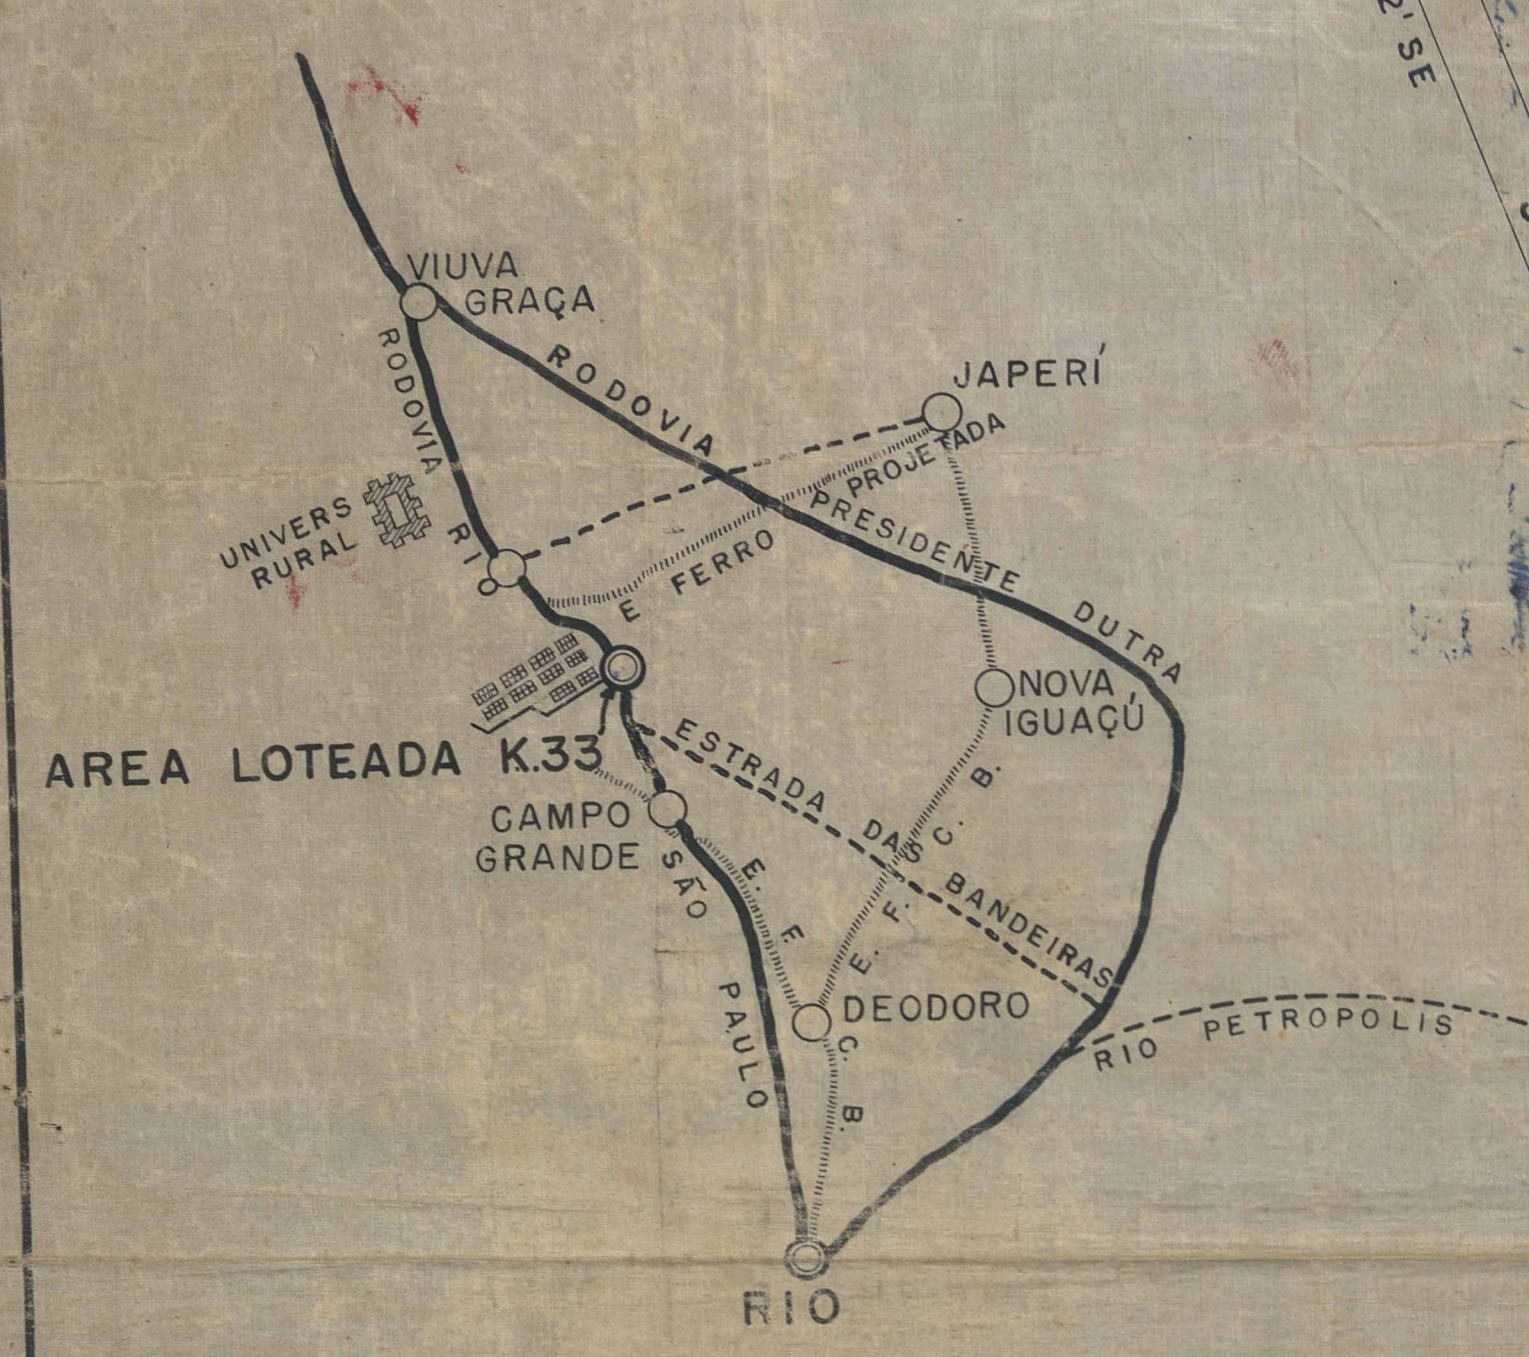 2' SE
VIUVA
GRAÇA
RODOVIA RIO SÃO PAULO
RODOVIA PRESIDENTE DUTRA
JAPERÍ
E FERRO PROJETADA
UNIVERS
RURAL
NOVA
IGUAÇÚ
AREA LOTEADA K.33
ESTRADA DAS BANDEIRAS
CAMPO
GRANDE
E. F. C. B.
E. F. C. B.
DEODORO
RIO PETROPOLIS
RIO